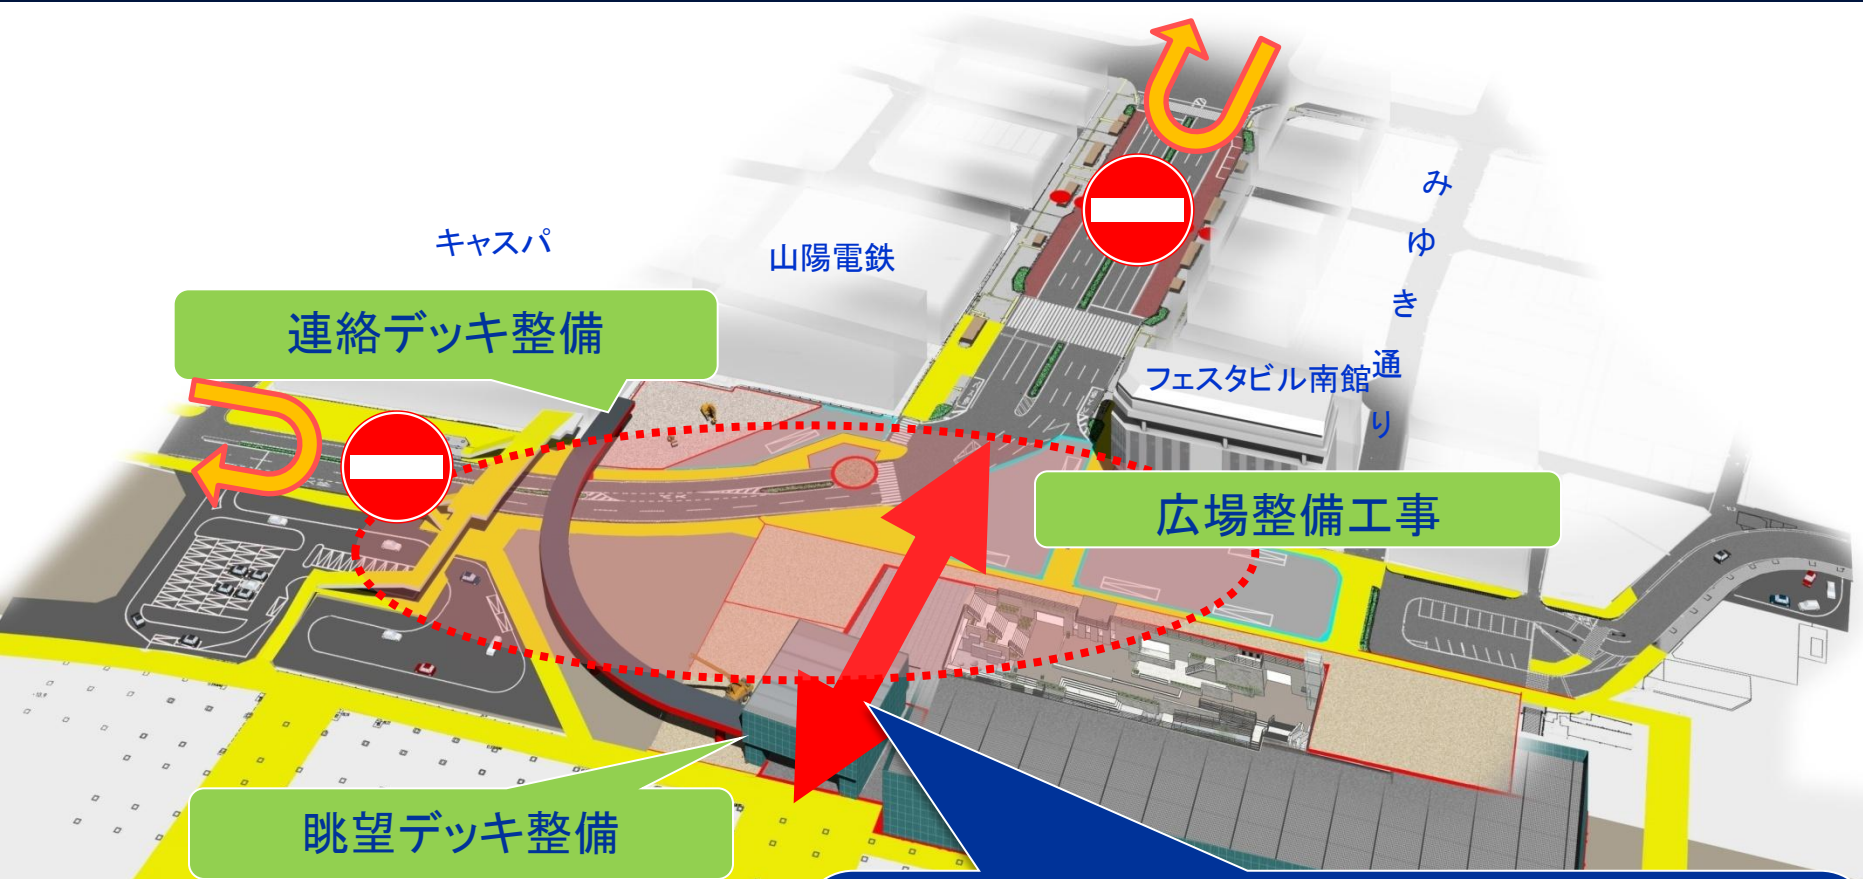 キャスパ
山陽電鉄
みゆき通り
連絡デッキ整備
フェスタビル南館
広場整備工事
眺望デッキ整備